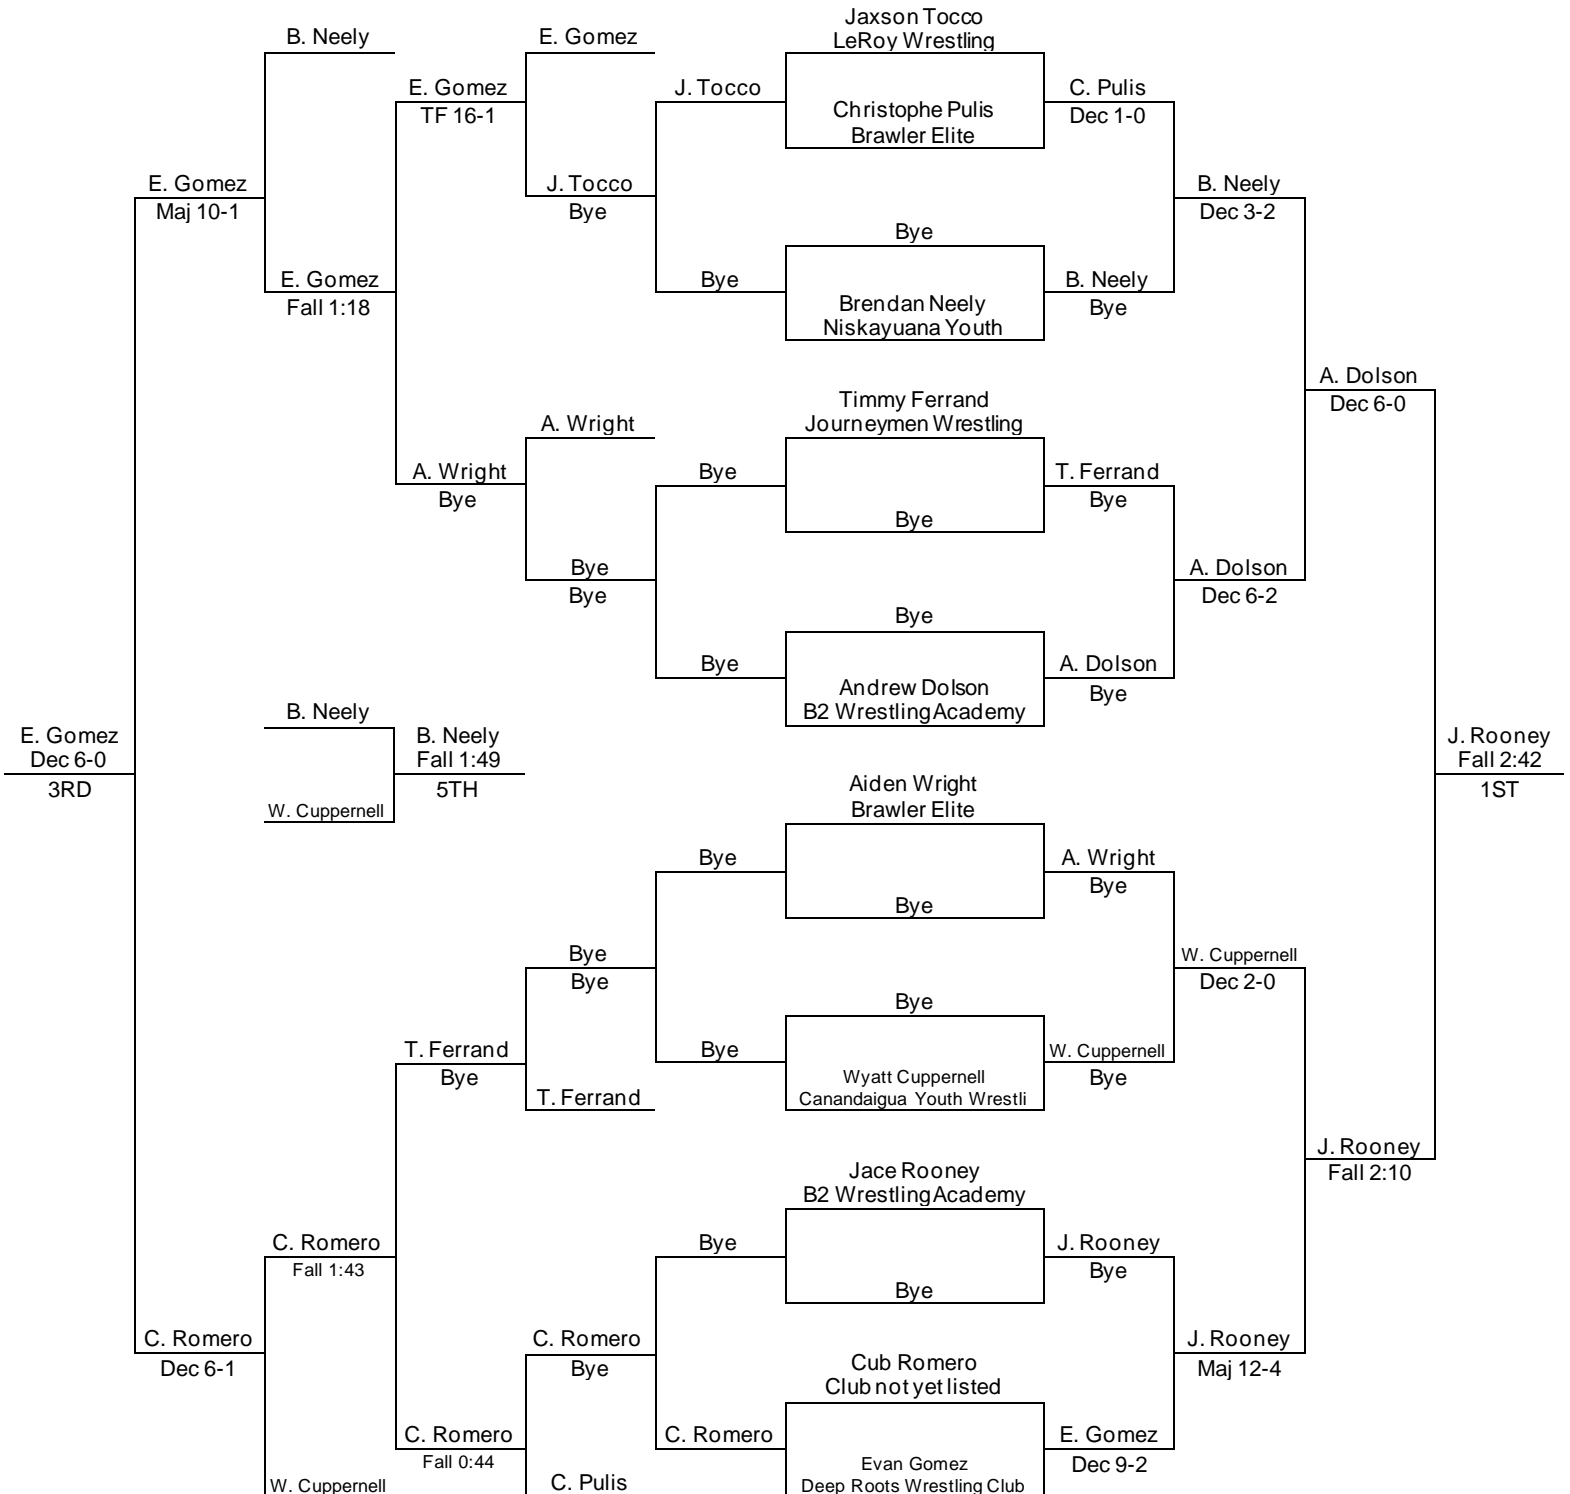 Jaxson Tocco
LeRoy Wrestling
B. Neely
E. Gomez
E. Gomez
TF 16-1
J. Tocco
Christophe Pulis
Brawler Elite
C. Pulis
Dec 1-0
E. Gomez
Maj 10-1
J. Tocco
Bye
B. Neely
Dec 3-2
Bye
E. Gomez
Fall 1:18
Bye
Brendan Neely
Niskayuana Youth
B. Neely
Bye
A. Dolson
Dec 6-0
Timmy Ferrand
Journeymen Wrestling
A. Wright
A. Wright
Bye
Bye
T. Ferrand
Bye
Bye
Bye
Bye
A. Dolson
Dec 6-2
Bye
Bye
A. Dolson
Bye
Andrew Dolson
B2 WrestlingAcademy
B. Neely
E. Gomez
Dec 6-0
3RD
B. Neely
Fall 1:49
5TH
J. Rooney
Fall 2:42
1ST
W. Cuppernell
Aiden Wright
Brawler Elite
Bye
A. Wright
Bye
Bye
Bye
Bye
W. Cuppernell
Dec 2-0
Bye
T. Ferrand
Bye
Bye
W. Cuppernell
Bye
Wyatt Cuppernell
Canandaigua Youth Wrestli
T. Ferrand
J. Rooney
Fall 2:10
Jace Rooney
B2 WrestlingAcademy
C. Romero
Fall 1:43
Bye
J. Rooney
Bye
Bye
C. Romero
Dec 6-1
C. Romero
Bye
J. Rooney
Maj 12-4
Cub Romero
Club not yet listed
C. Romero
Fall 0:44
C. Romero
E. Gomez
Dec 9-2
W. Cuppernell
C. Pulis
Evan Gomez
Deep Roots Wrestling Club